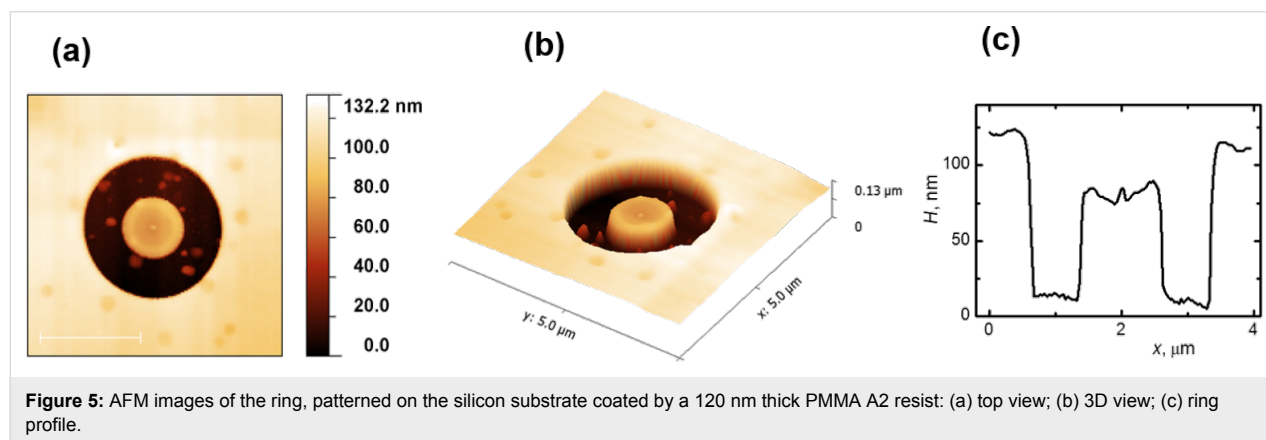 (a)
(b)
(c)
132.2 nm
100.0
80.0
60.0
40.0
20.0
0.0
0.13 µm
0
x: 5.0 µm
y: 5.0 µm
H, nm
100
50
0
0
2
4
x, µm
Figure 5: AFM images of the ring, patterned on the silicon substrate coated by a 120 nm thick PMMA A2 resist: (a) top view; (b) 3D view; (c) ring
profile.